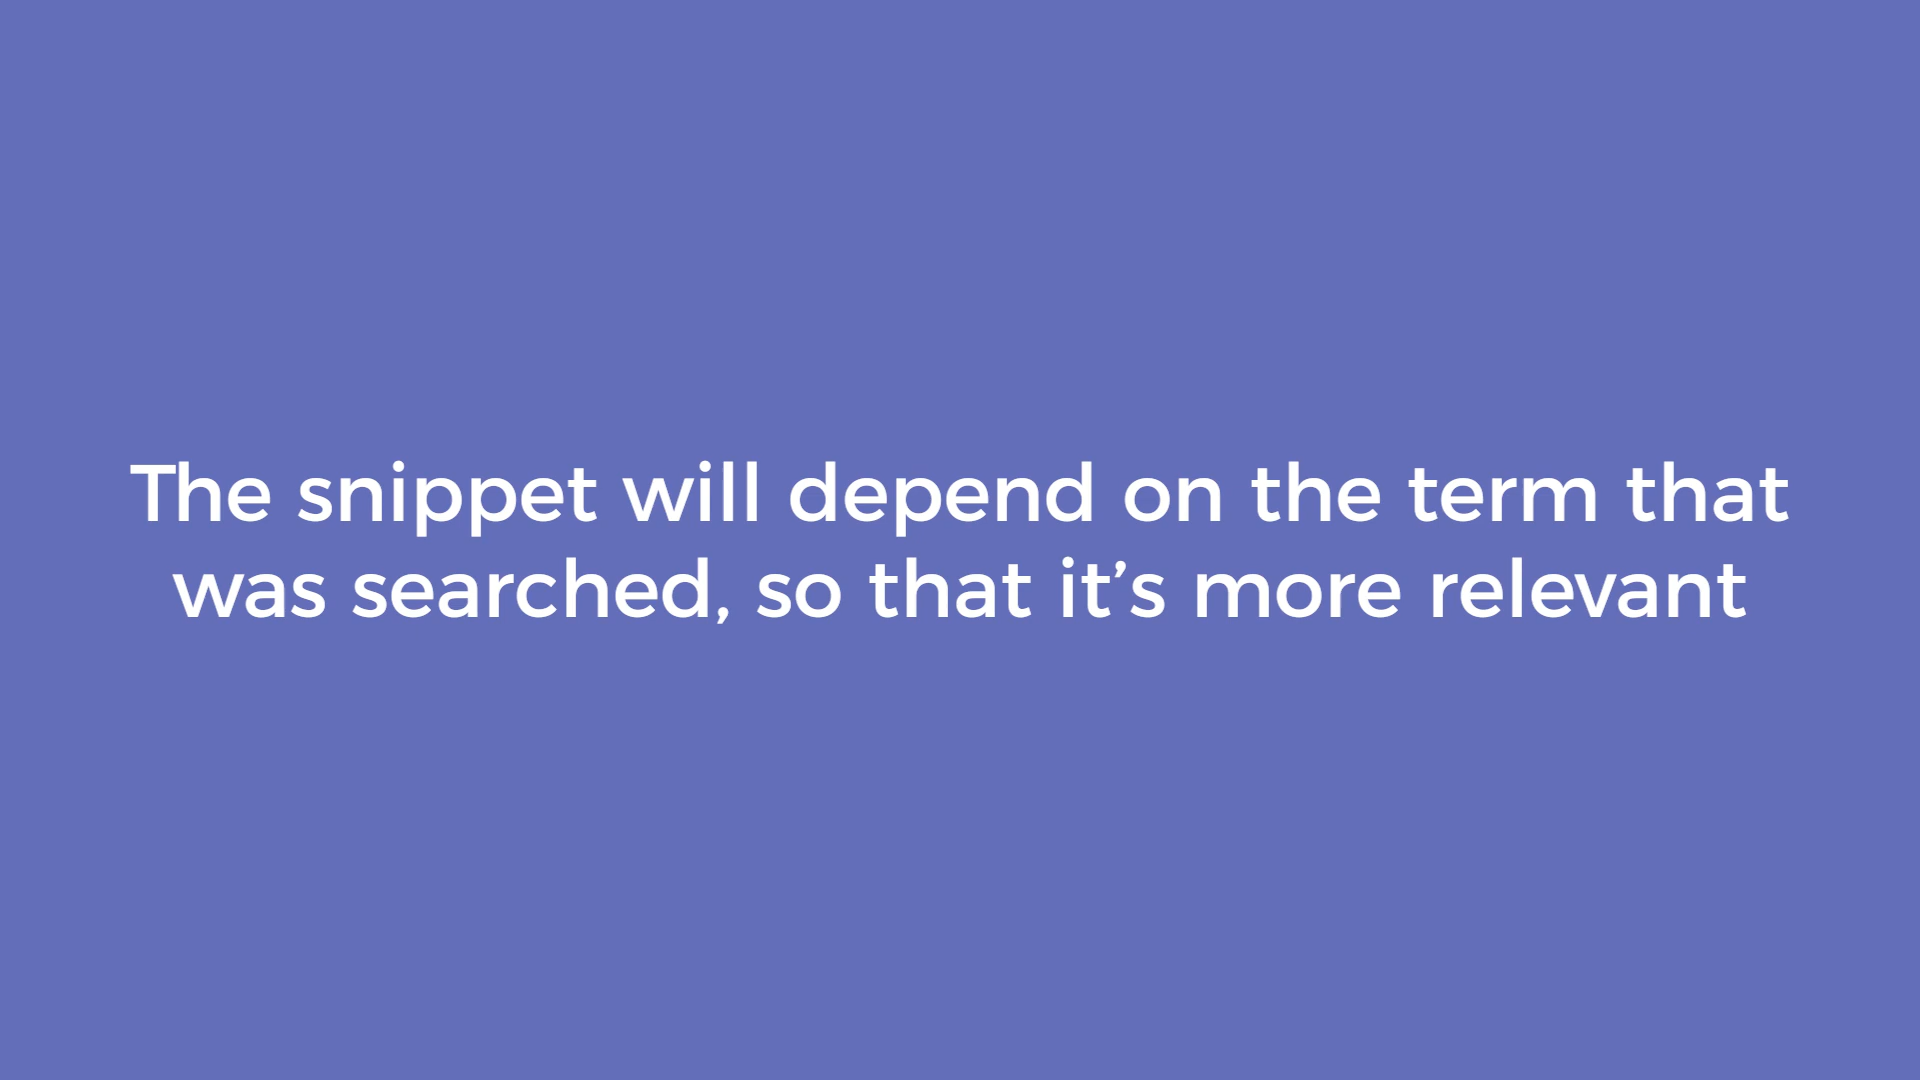 The snippet will depend on the term that
was searched, so that it’s more relevant